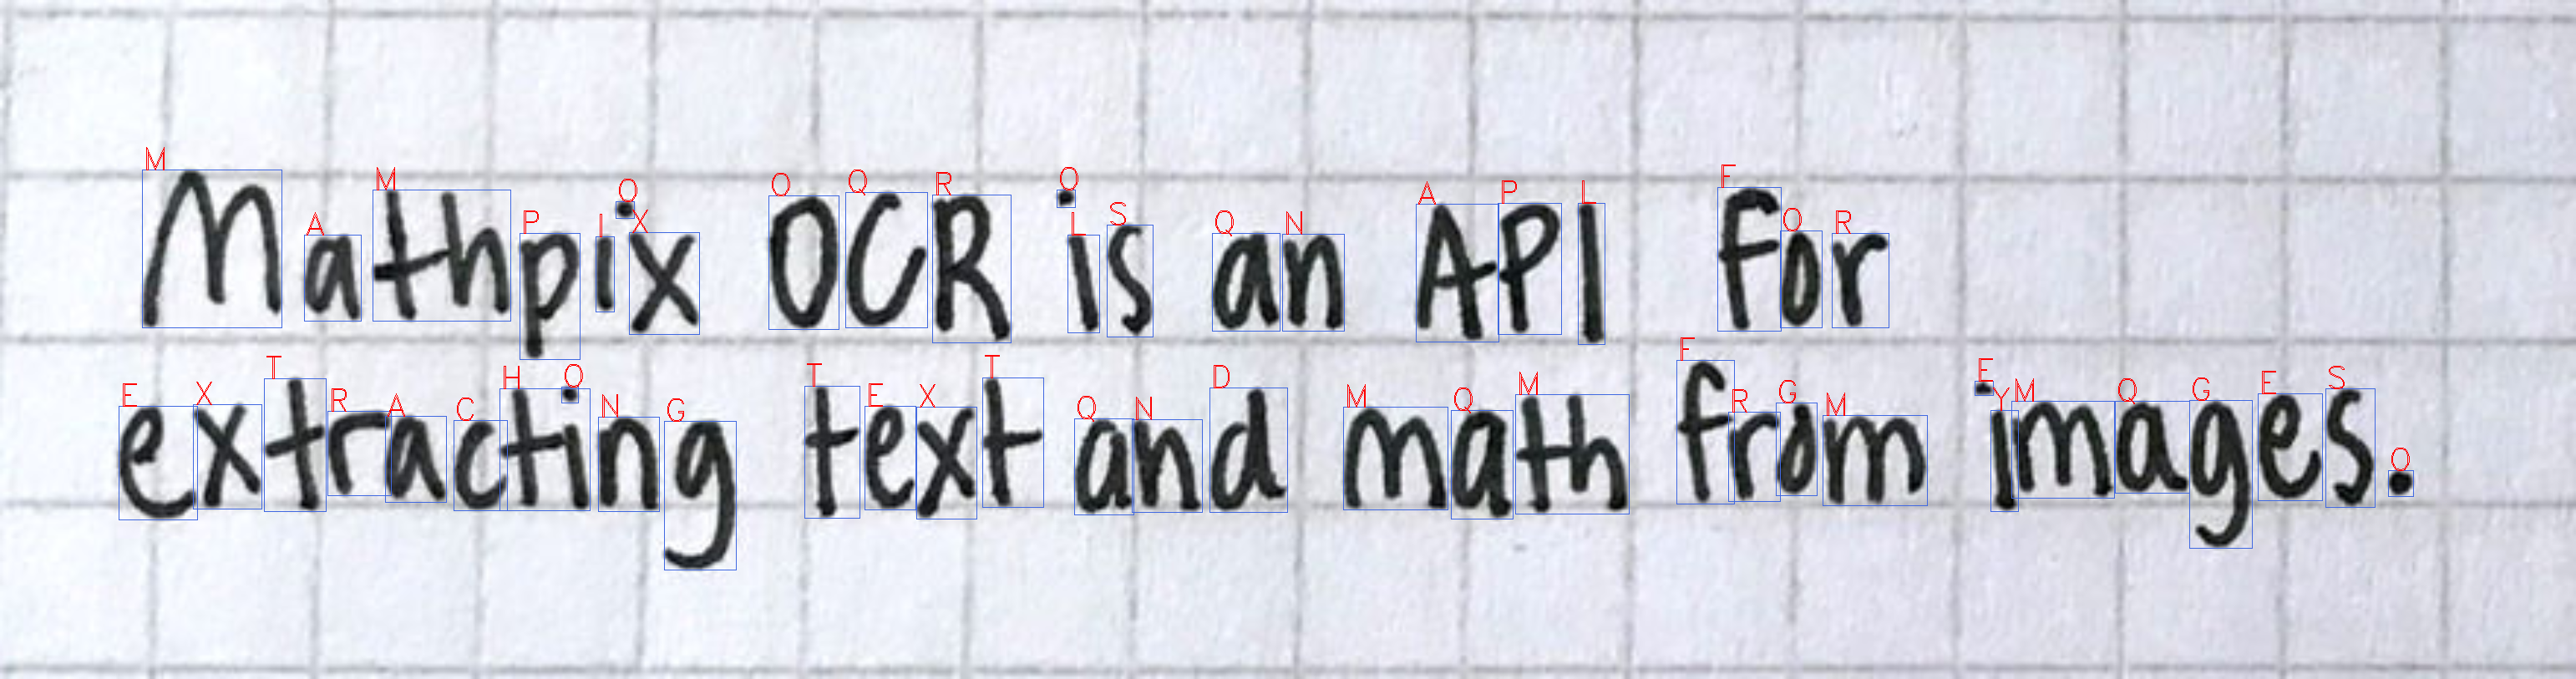 Mathpix OCR is an API for
extracting text and math from images.